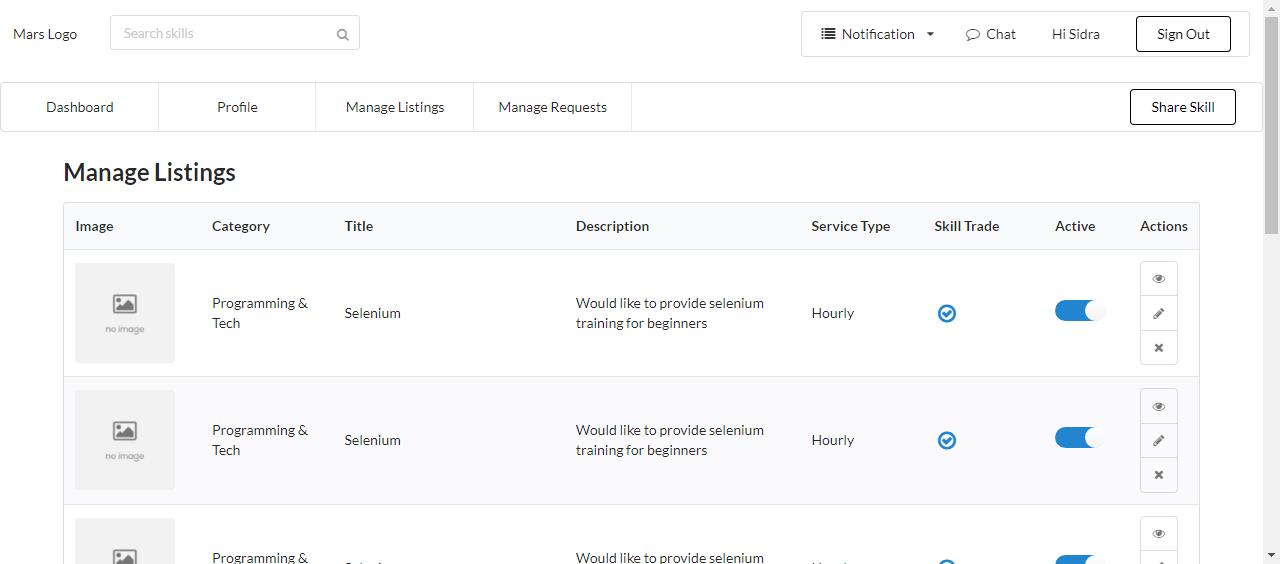 Mars Logo
Search skills
Notification
Chat
Hi Sidra
Sign Out
Dashboard
Profile
Manage Listings
Manage Requests
Share Skill
Manage Listings
Image Category Title Description Service Type Skill Trade Active Actions
no image
Programming &
Tech
Selenium
Would like to provide selenium
training for beginners
Hourly
no image
Programming &
Tech
Selenium
Would like to provide selenium
training for beginners
Hourly
Programming &
Selenium
Would like to provide selenium
Hourly